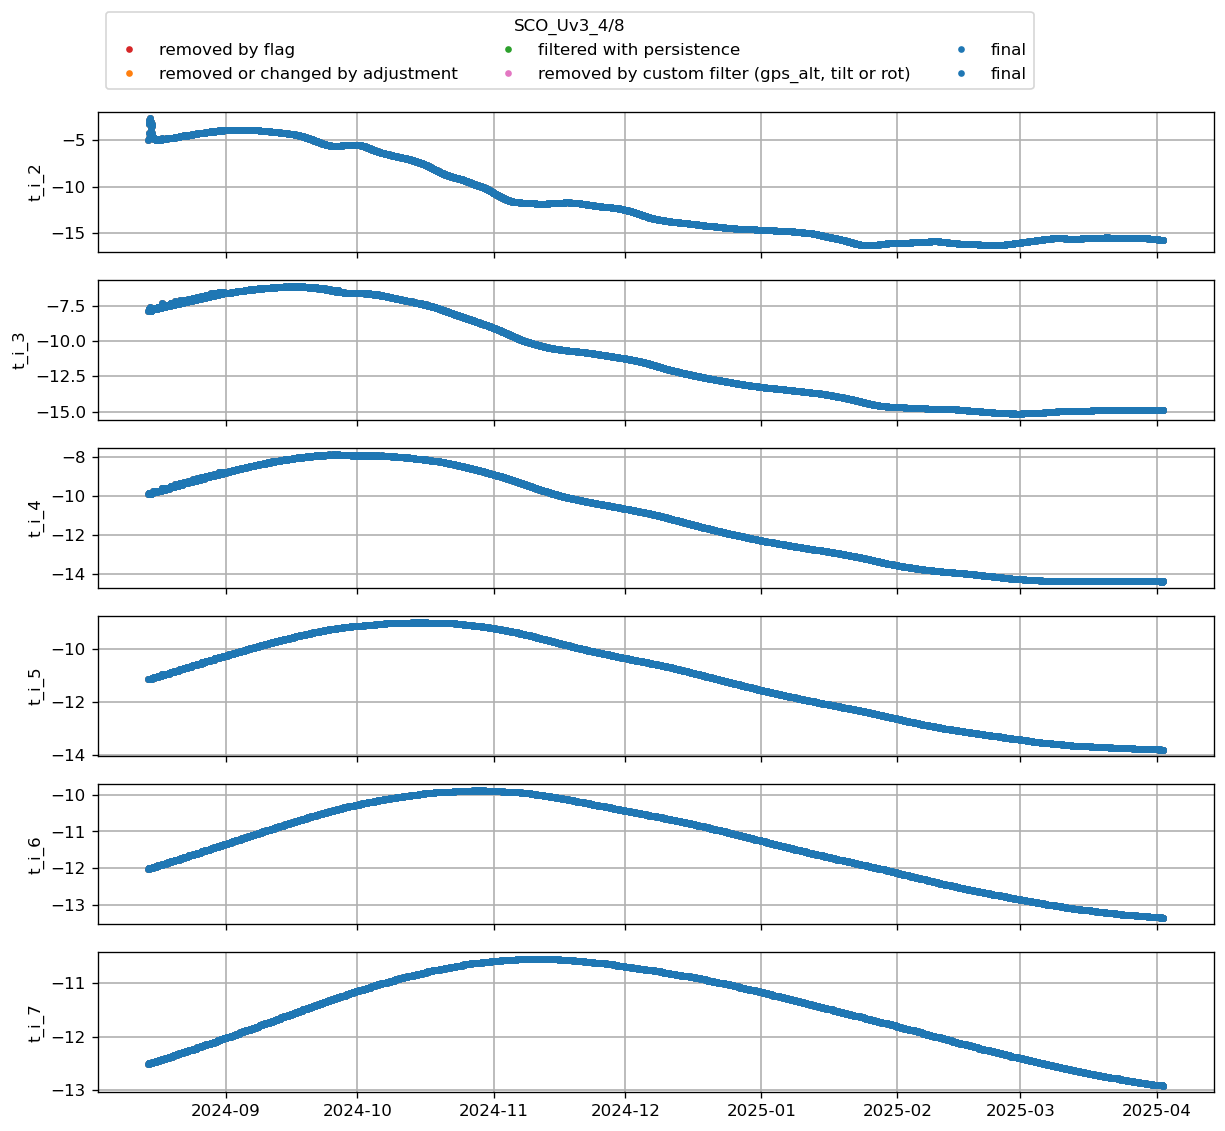 SCO_Uv3_4/8
removed by flag
filtered with persistence
final
removed or changed by adjustment
removed by custom filter (gps_alt, tilt or rot)
final
t_i_2
−5
−10
−15
t_i_3
−7.5
−10.0
−12.5
−15.0
t_i_4
−8
−10
−12
−14
t_i_5
−10
−12
−14
t_i_6
−10
−11
−12
−13
t_i_7
−11
−12
−13
2024-09
2024-10
2024-11
2024-12
2025-01
2025-02
2025-03
2025-04